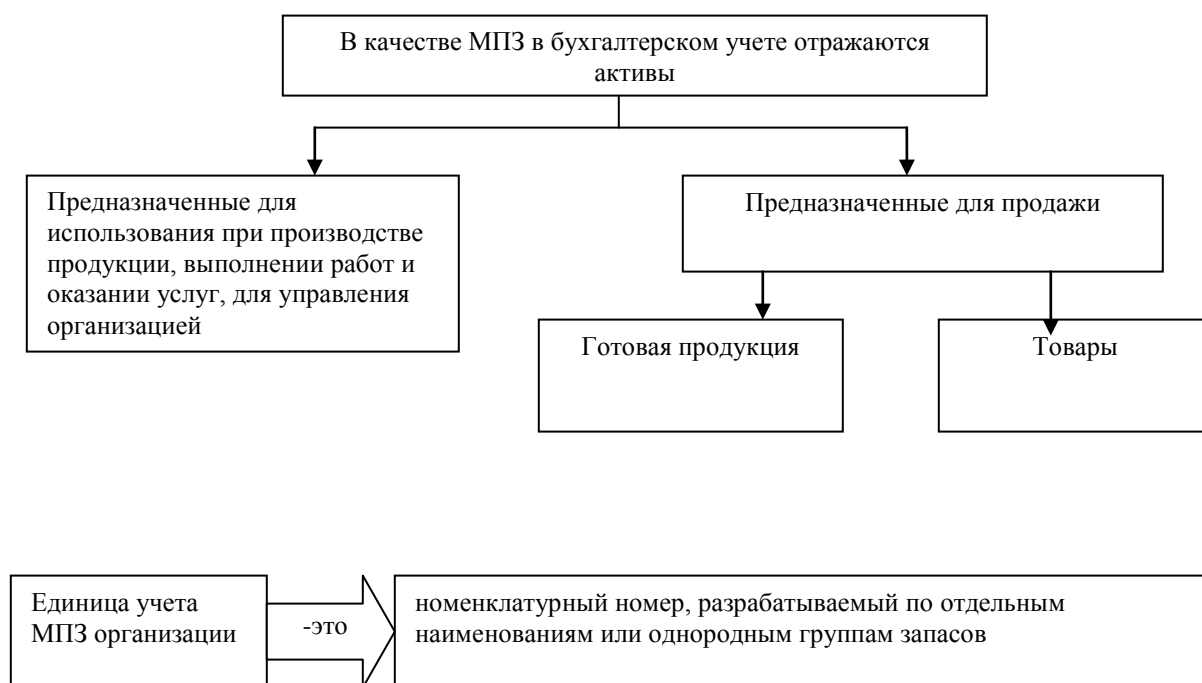 В качестве МПЗ в бухгалтерском учете отражаются
активы
Предназначенные для
использования при производстве
продукции, выполнении работ и
оказании услуг, для управления
организацией
Предназначенные для продажи
Готовая продукция
Товары
Единица учета
МПЗ организации
-это
номенклатурный номер, разрабатываемый по отдельным
наименованиям или однородным группам запасов